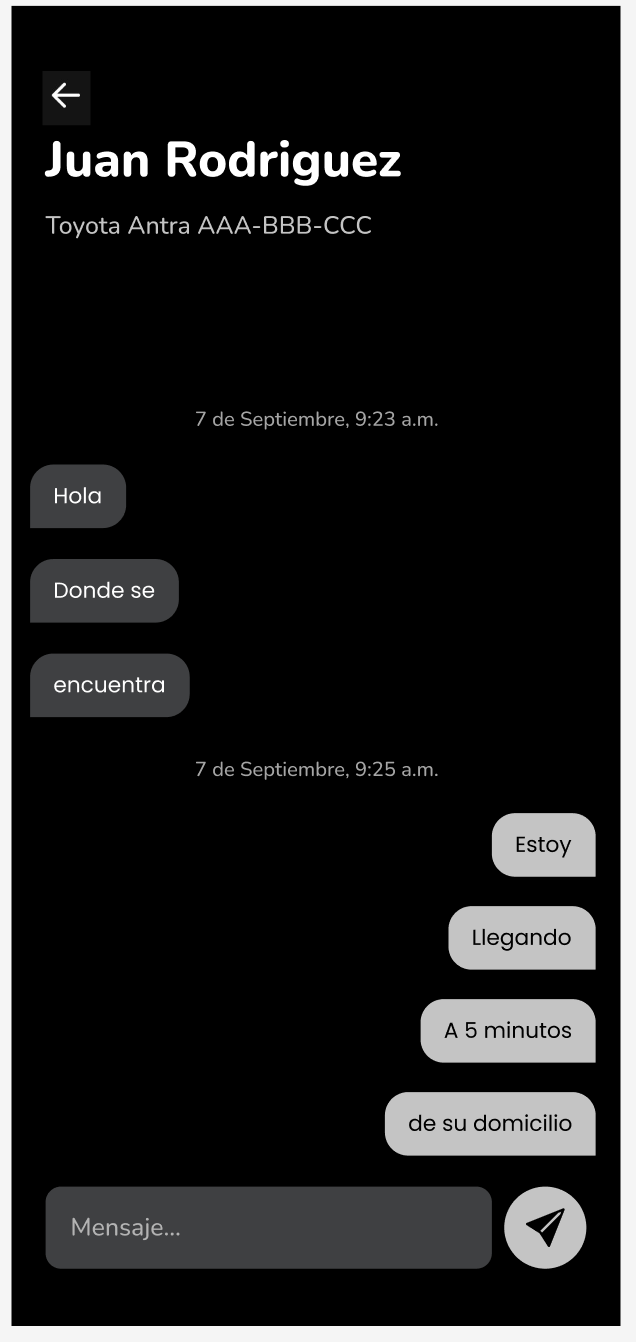 Juan Rodriguez
Toyota Antra AAA-BBB-CCC
7 de Septiembre, 9:23 a.m.
Hola
Donde se
encuentra
7 de Septiembre, 9:25 a.m.
Estoy
Llegando
A 5 minutos
de su domicilio
Mensaje...